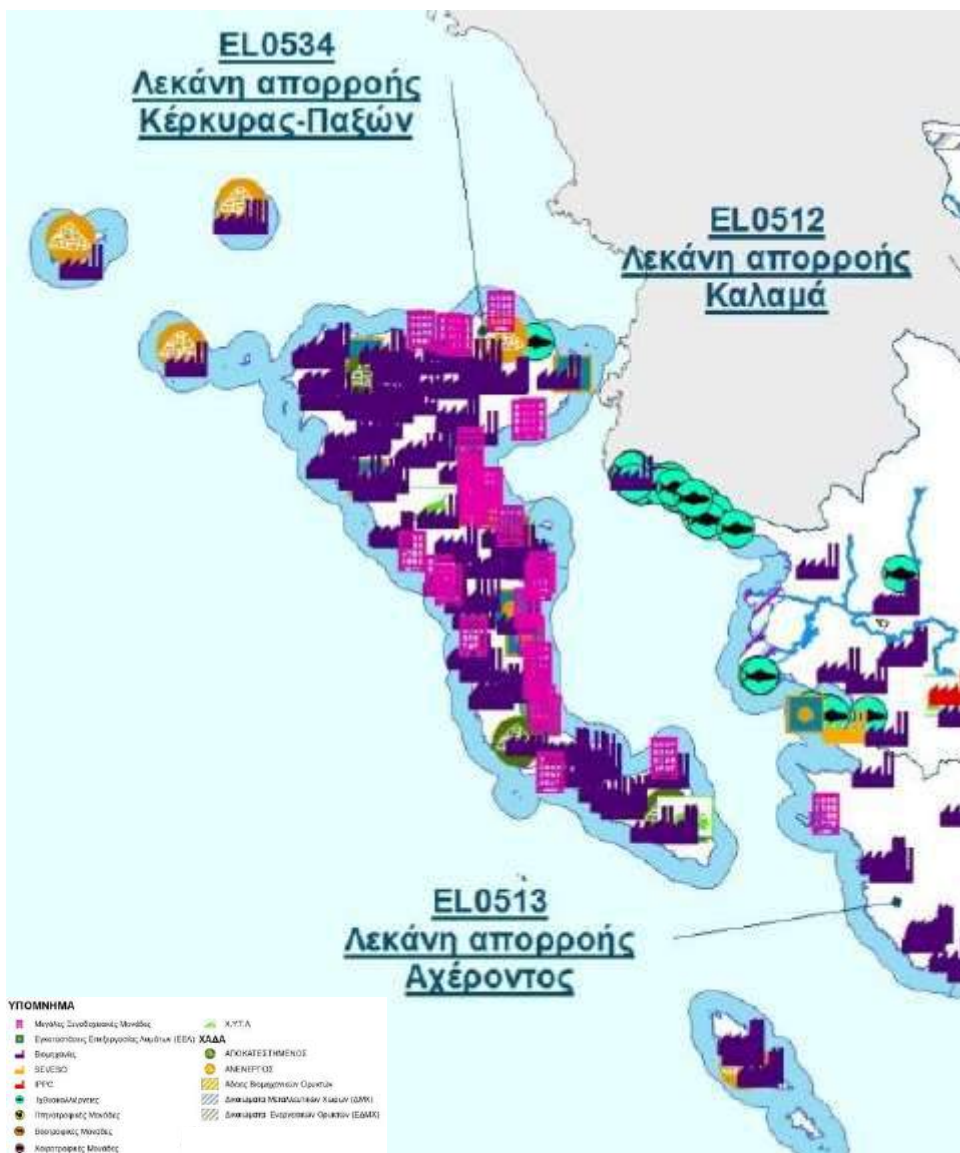 EL0534
Λεκάνη απορροής
Κέρκυρας-Παξών
EL0512
Λεκάνη απορροής
Καλαμά
EL0513
Λεκάνη απορροής
Αχέροντος
ΥΠΟΜΝΗΜΑ
Μεγάλες Ξενοδοχειακές Μονάδες
Εγκαταστάσεις Επεξεργασίας Λυμάτων (ΕΕΛ)
Βιομηχανίες
SEVESO
IPPC
Ιχθυοκαλλιέργειες
Πτηνοτροφικές Μονάδες
Βοοτροφικές Μονάδες
Χοιροτροφικές Μονάδες
Χ.Υ.Τ.Α
ΧΑΔΑ
ΑΠΟΚΑΤΕΣΤΗΜΕΝΟΣ
ΑΝΕΝΕΡΓΟΣ
Άδειες Βιομηχανικών Ορυκτών
Δικαιώματα Μεταλλευτικών Χώρων (ΔΜΧ)
Δικαιώματα Ενεργειακών Ορυκτών (ΕΔΜΧ)